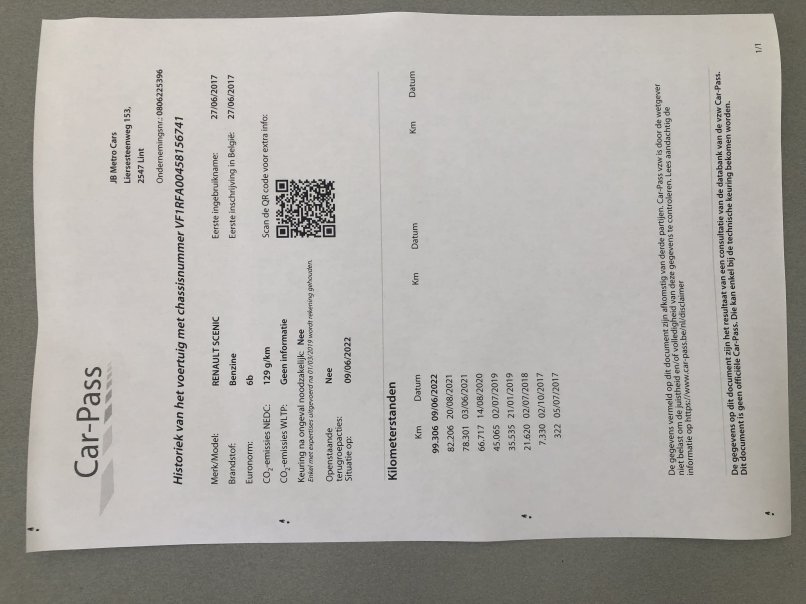 Car-Pass
JB Metro Cars
Liersesteenweg 153,
2547 Lint
Ondernemingsnr.: 0806225396
Historiek van het voertuig met chassisnummer VF1RFA00458156741
Merk/Model: RENAULT SCENIC
Eerste ingebruikname: 27/06/2017
Brandstof: Benzine
Eerste inschrijving in België: 27/06/2017
Euronorm: 6b
CO2-emissies NEDC: 129 g/km
Scan de QR code voor extra info:
CO2-emissies WLTP: Geen informatie
Keuring na ongeval noodzakelijk: Nee
Enkel met expertises uitgevoerd na 01/03/2019 wordt rekening gehouden.
Openstaande Nee
terugroepacties:
Situatie op: 09/06/2022
Kilometerstanden
Km Datum Km Datum Km Datum
99.306 09/06/2022
82.206 20/08/2021
78.301 03/06/2021
66.717 14/08/2020
45.065 02/07/2019
35.535 21/01/2019
21.620 02/07/2018
7.330 02/10/2017
322 05/07/2017
De gegevens vermeld op dit document zijn afkomstig van derde partijen. Car-Pass vzw is door de wetgever
niet belast om de juistheid en/of volledigheid van deze gegevens te controleren. Lees aandachtig de
informatie op https://www.car-pass.be/nl/disclaimer
De gegevens op dit document zijn het resultaat van een consultatie van de databank van de vzw Car-Pass.
Dit document is geen officiële Car-Pass. Die kan enkel bij de technische keuring bekomen worden.
1/1